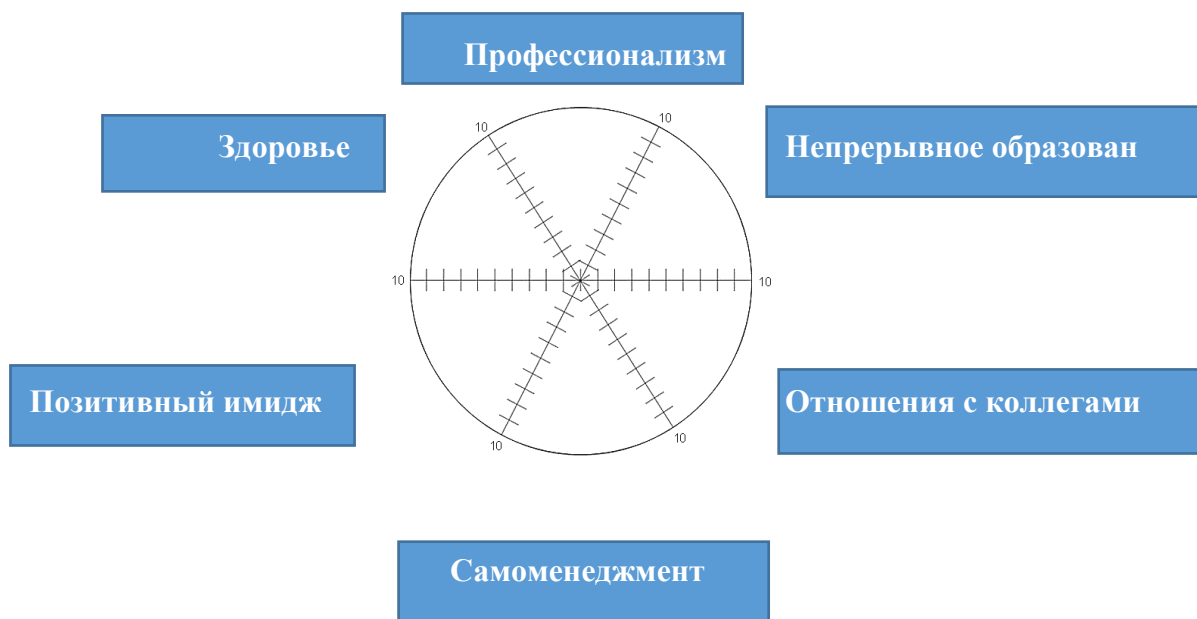 Профессионализм
Здоровье
Непрерывное образован
10
10
10
10
Позитивный имидж
Отношения с коллегами
10
10
Самоменеджмент